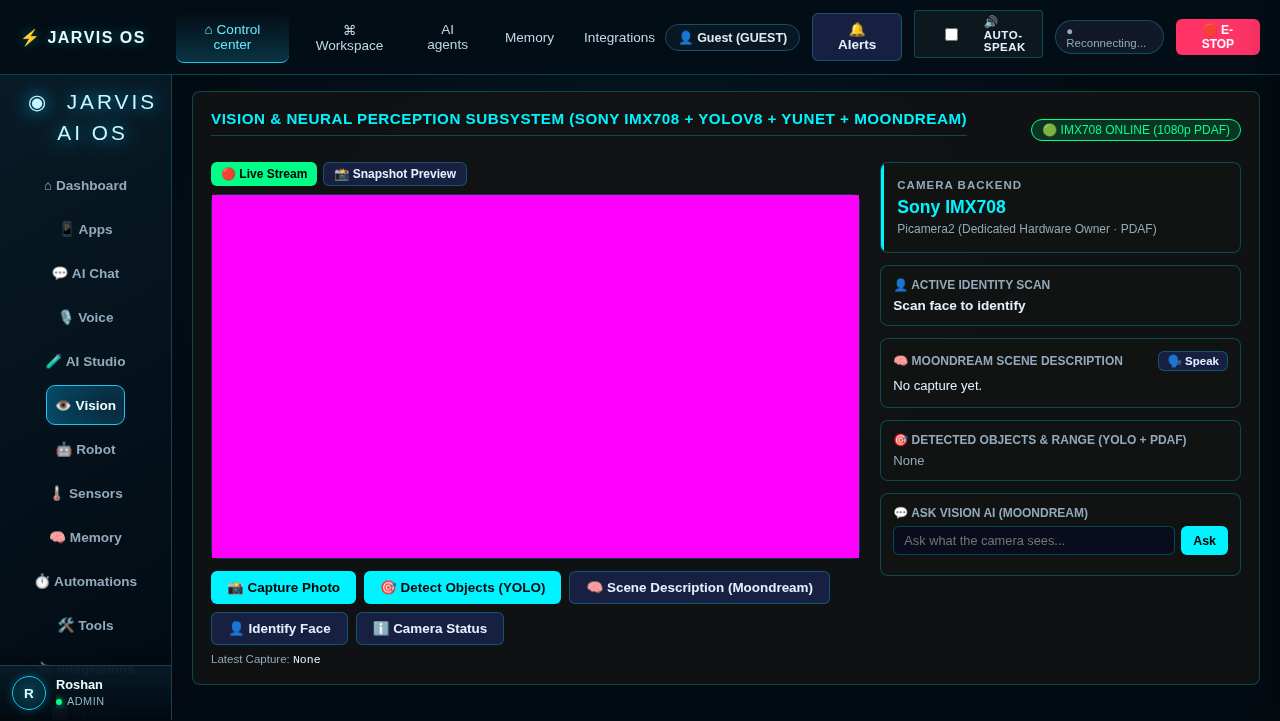 ⚡ JARVIS OS
⌂ Control center
⌘ Workspace
AI agents
Memory
Integrations
👤 Guest (GUEST)
🔔 Alerts
🔊 AUTO-SPEAK
● Reconnecting...
🛑 E-STOP
◉ JARVIS AI OS
⌂ Dashboard
📱 Apps
💬 AI Chat
🎙️ Voice
🧪 AI Studio
👁️ Vision
🤖 Robot
🌡️ Sensors
🧠 Memory
⏱️ Automations
🛠️ Tools
Integrations
R
Roshan
ADMIN
VISION & NEURAL PERCEPTION SUBSYSTEM (SONY IMX708 + YOLOV8 + YUNET + MOONDREAM)
🟢 IMX708 ONLINE (1080p PDAF)
🔴 Live Stream
📸 Snapshot Preview
📸 Capture Photo
🎯 Detect Objects (YOLO)
🧠 Scene Description (Moondream)
👤 Identify Face
ℹ️ Camera Status
Latest Capture: None
CAMERA BACKEND
Sony IMX708
Picamera2 (Dedicated Hardware Owner · PDAF)
👤 ACTIVE IDENTITY SCAN
Scan face to identify
🧠 MOONDREAM SCENE DESCRIPTION
🗣️ Speak
No capture yet.
🎯 DETECTED OBJECTS & RANGE (YOLO + PDAF)
None
💬 ASK VISION AI (MOONDREAM)
Ask what the camera sees...
Ask